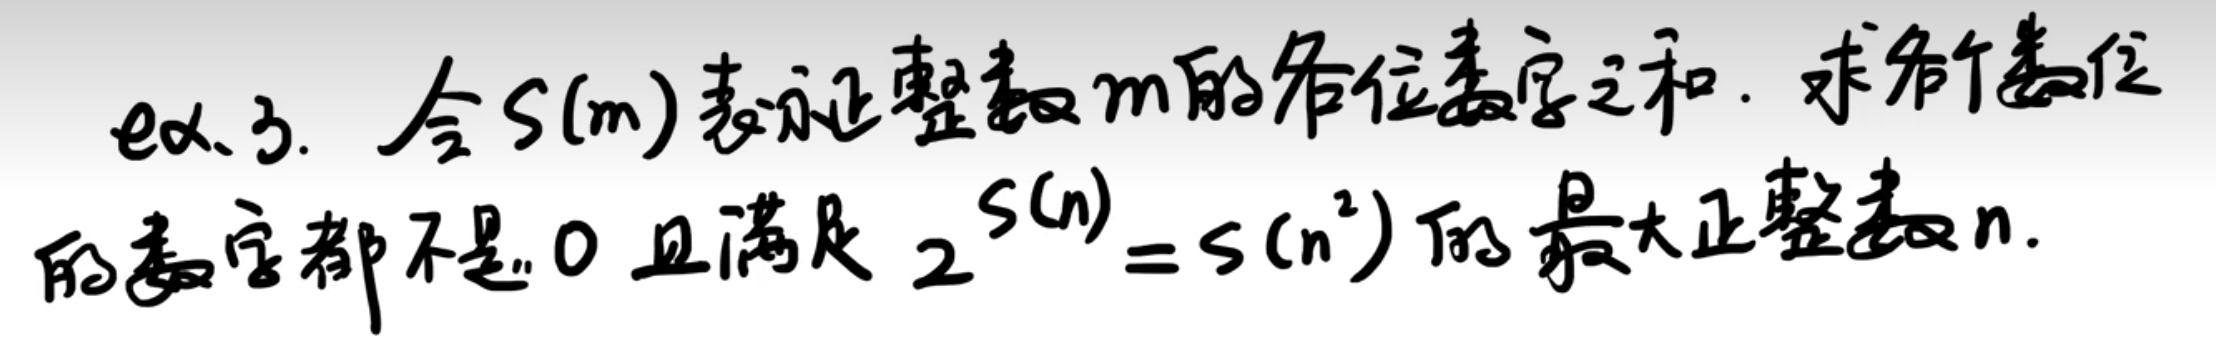 ex.3. 令S(m)表示正整数m的各位数字之和. 求各个数位
的数字都不是0且满足 2^{S(n)}=S(n²)的最大正整数n.